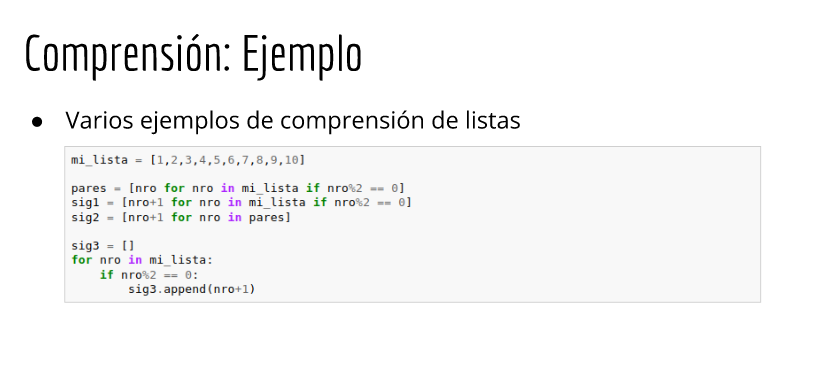 Comprensión: Ejemplo
● Varios ejemplos de comprensión de listas
mi_lista = [1,2,3,4,5,6,7,8,9,10]
pares = [nro for nro in mi_lista if nro%2 == 0]
sig1 = [nro+1 for nro in mi_lista if nro%2 == 0]
sig2 = [nro+1 for nro in pares]
sig3 = []
for nro in mi_lista:
    if nro%2 == 0:
        sig3.append(nro+1)